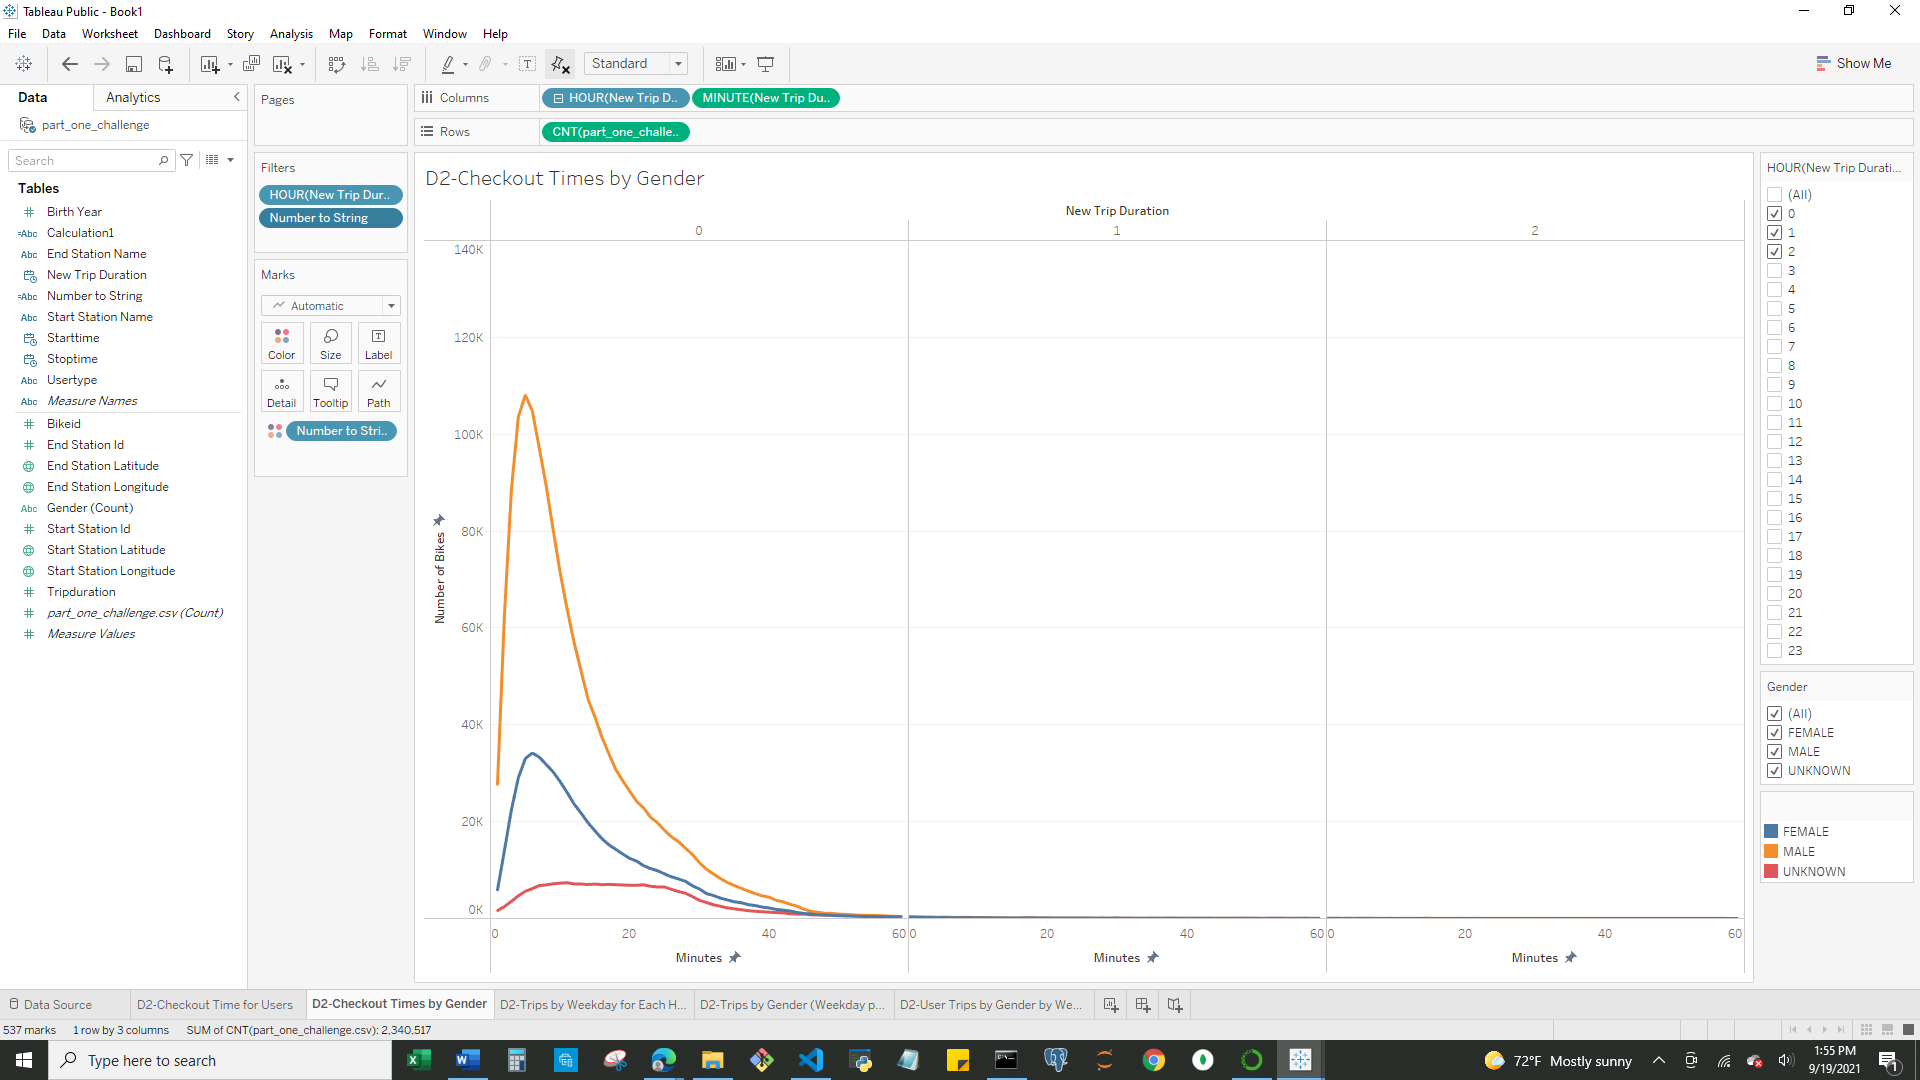 Tableau Public - Book1
File Data Worksheet Dashboard Story Analysis Map Format Window Help
Standard
Show Me
Data
Analytics
part_one_challenge
Search
Tables
Birth Year
=Abc Calculation1
Abc End Station Name
New Trip Duration
=Abc Number to String
Abc Start Station Name
Starttime
Stoptime
Abc Usertype
Abc Measure Names
Bikeid
End Station Id
End Station Latitude
End Station Longitude
Abc Gender (Count)
Start Station Id
Start Station Latitude
Start Station Longitude
Tripduration
part_one_challenge.csv (Count)
Measure Values
Pages
Filters
HOUR(New Trip Dur..
Number to String
Marks
Automatic
Color Size Label
Detail Tooltip Path
Number to Stri..
Columns
HOUR(New Trip D..
MINUTE(New Trip Du..
Rows
CNT(part_one_challe..
D2-Checkout Times by Gender
New Trip Duration
0 1 2
140K
120K
100K
80K
60K
40K
20K
0K
Number of Bikes
0 20 40 60 0 20 40 60 0 20 40 60
Minutes Minutes Minutes
HOUR(New Trip Durati...
(All)
0
1
2
3
4
5
6
7
8
9
10
11
12
13
14
15
16
17
18
19
20
21
22
23
Gender
(All)
FEMALE
MALE
UNKNOWN
FEMALE
MALE
UNKNOWN
Data Source
D2-Checkout Time for Users
D2-Checkout Times by Gender
D2-Trips by Weekday for Each H...
D2-Trips by Gender (Weekday p...
D2-User Trips by Gender by We...
537 marks 1 row by 3 columns SUM of CNT(part_one_challenge.csv): 2,340,517
Type here to search
72°F Mostly sunny
1:55 PM
9/19/2021
1